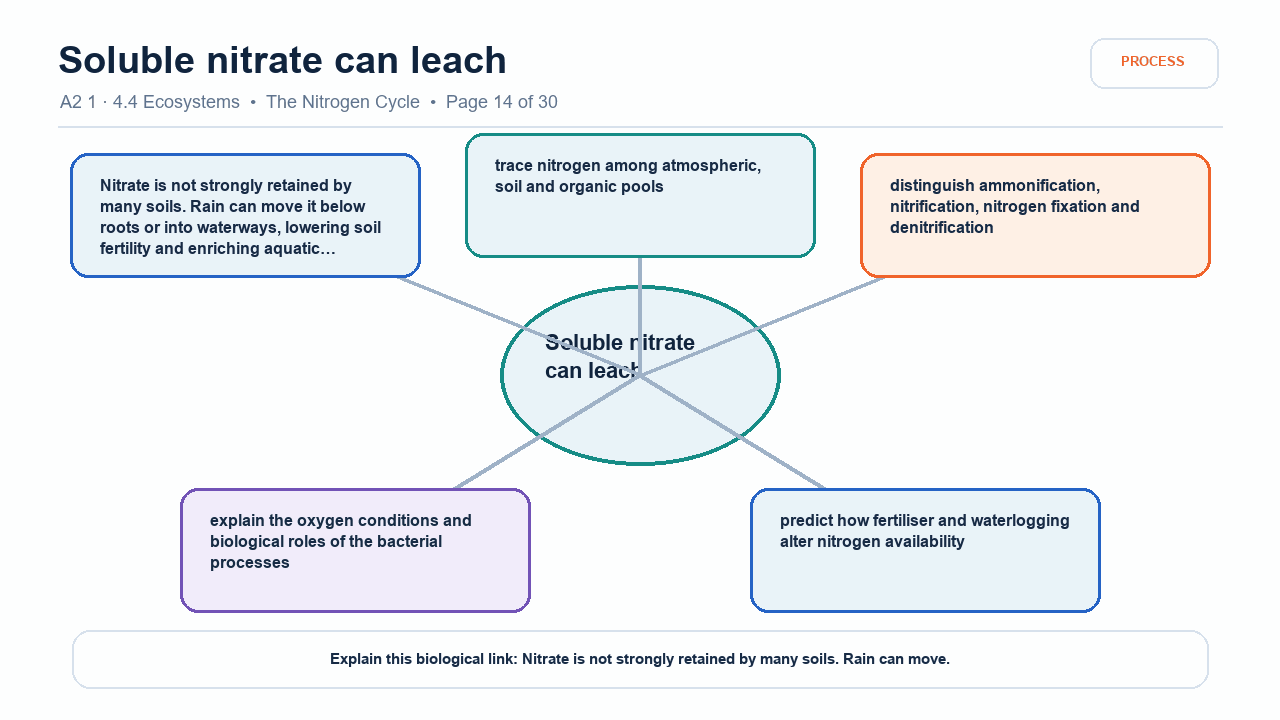 Soluble nitrate can leach
PROCESS
A2 1 · 4.4 Ecosystems • The Nitrogen Cycle • Page 14 of 30
Nitrate is not strongly retained by
many soils. Rain can move it below
roots or into waterways, lowering soil
fertility and enriching aquatic…
trace nitrogen among atmospheric,
soil and organic pools
distinguish ammonification,
nitrification, nitrogen fixation and
denitrification
Soluble nitrate
can leach
explain the oxygen conditions and
biological roles of the bacterial
processes
predict how fertiliser and waterlogging
alter nitrogen availability
Explain this biological link: Nitrate is not strongly retained by many soils. Rain can move.